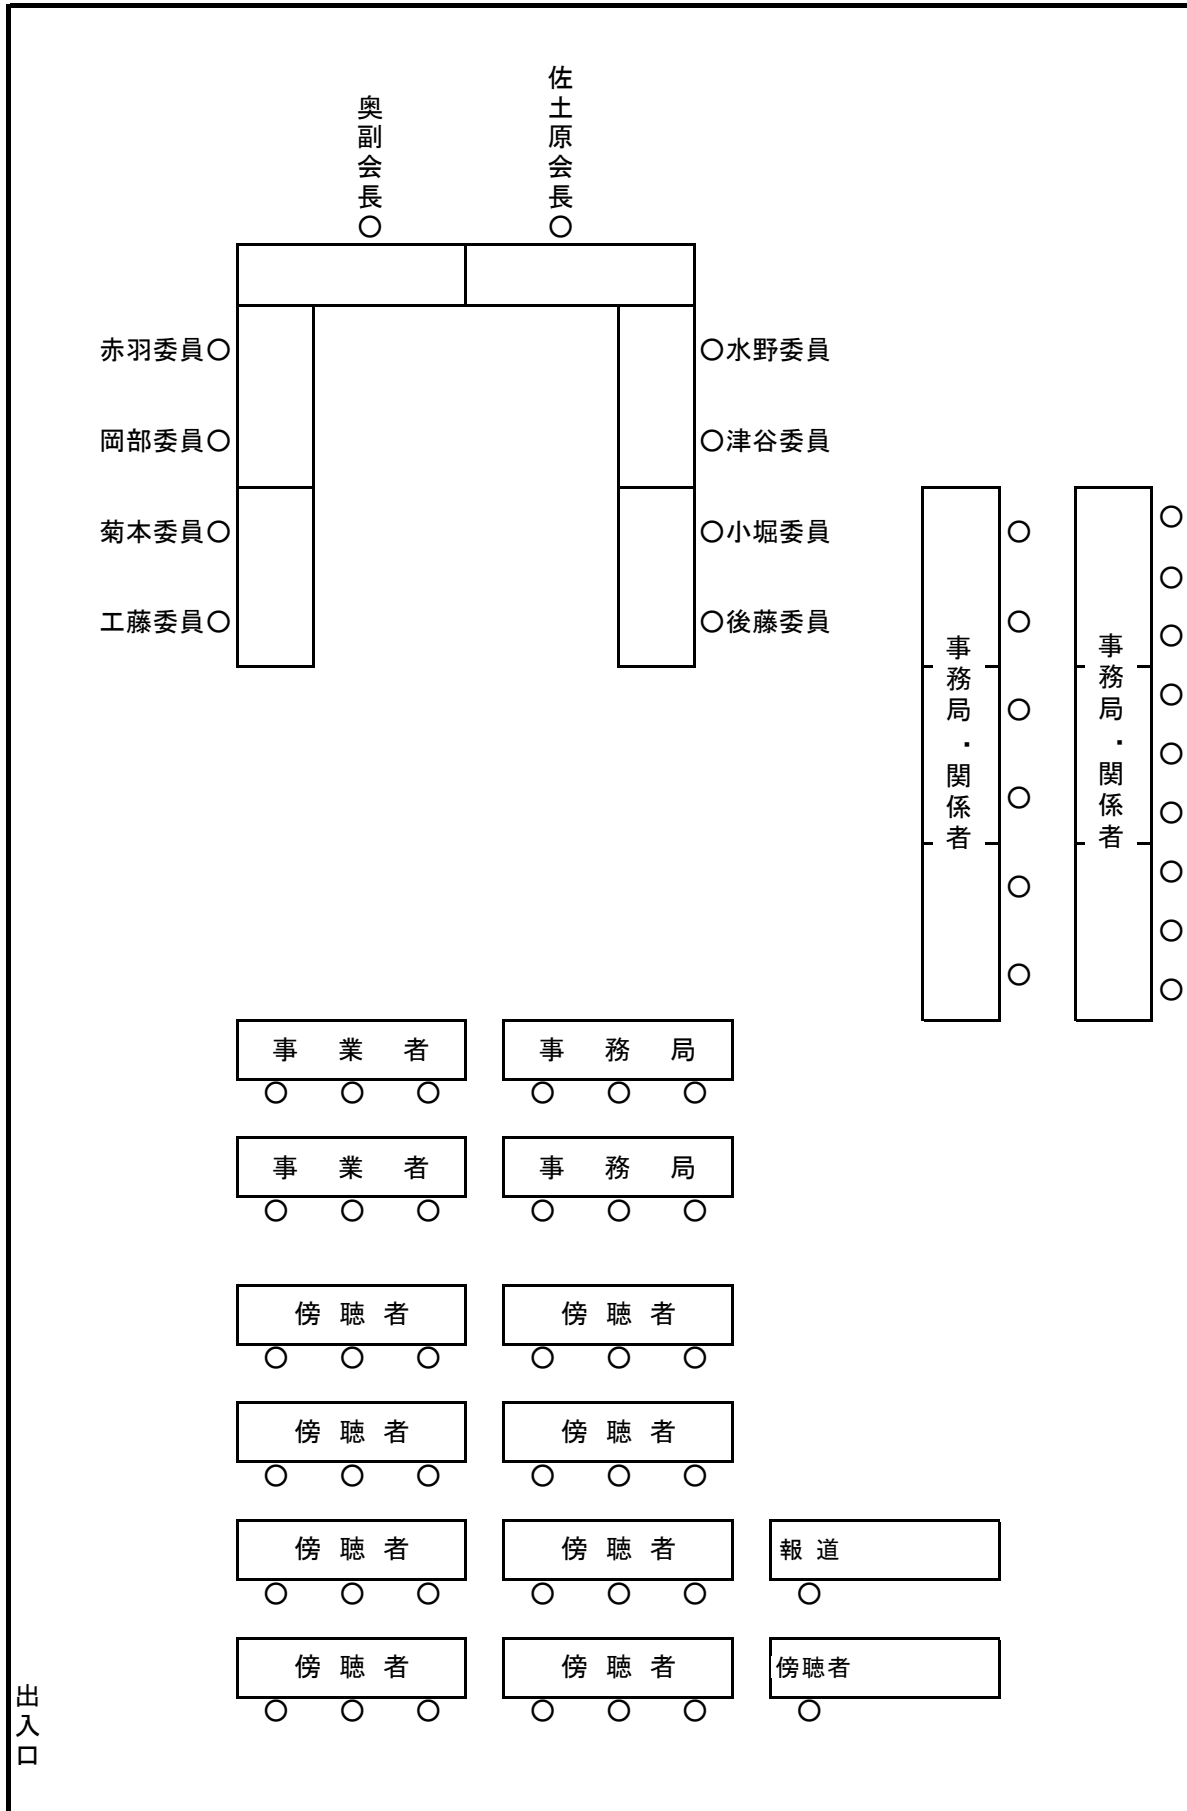 佐土原会長○
奥副会長○
赤羽委員○
○水野委員
岡部委員○
○津谷委員
菊本委員○
○小堀委員
工藤委員○
○後藤委員
事務局・関係者
事務局・関係者
事 業 者
事 務 局
事 業 者
事 務 局
傍 聴 者
傍 聴 者
傍 聴 者
傍 聴 者
傍 聴 者
傍 聴 者
報 道
傍 聴 者
傍 聴 者
傍聴者
出入口